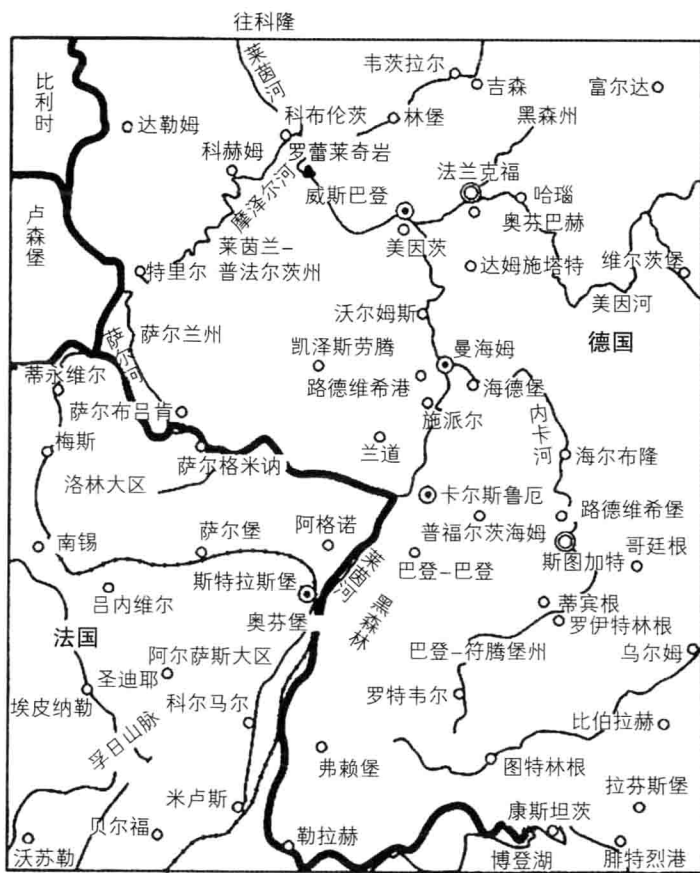 往科隆
莱茵河
韦茨拉尔
吉森
富尔达
比利时
达勒姆
科布伦茨
林堡
黑森州
科赫姆
罗蕾莱奇岩
法兰克福
哈瑙
摩泽尔河
威斯巴登
奥芬巴赫
卢森堡
美因茨
莱茵兰-
普法尔茨州
特里尔
达姆施塔特
维尔茨堡
美因河
沃尔姆斯
萨尔兰州
萨尔河
德国
凯泽斯劳腾
曼海姆
蒂永维尔
路德维希港
海德堡
萨尔布吕肯
施派尔
内卡河
梅斯
兰道
海尔布隆
萨尔格米讷
洛林大区
卡尔斯鲁厄
路德维希堡
普福尔茨海姆
南锡
萨尔堡
阿格诺
哥廷根
斯图加特
莱茵河
巴登-巴登
斯特拉斯堡
吕内维尔
黑森林
蒂宾根
奥芬堡
罗伊特林根
法国
巴登-符腾堡州
乌尔姆
阿尔萨斯大区
圣迪耶
罗特韦尔
埃皮纳勒
科尔马尔
比伯拉赫
孚日山脉
弗赖堡
图特林根
米卢斯
拉芬斯堡
康斯坦茨
贝尔福
勒拉赫
沃苏勒
博登湖
腓特烈港